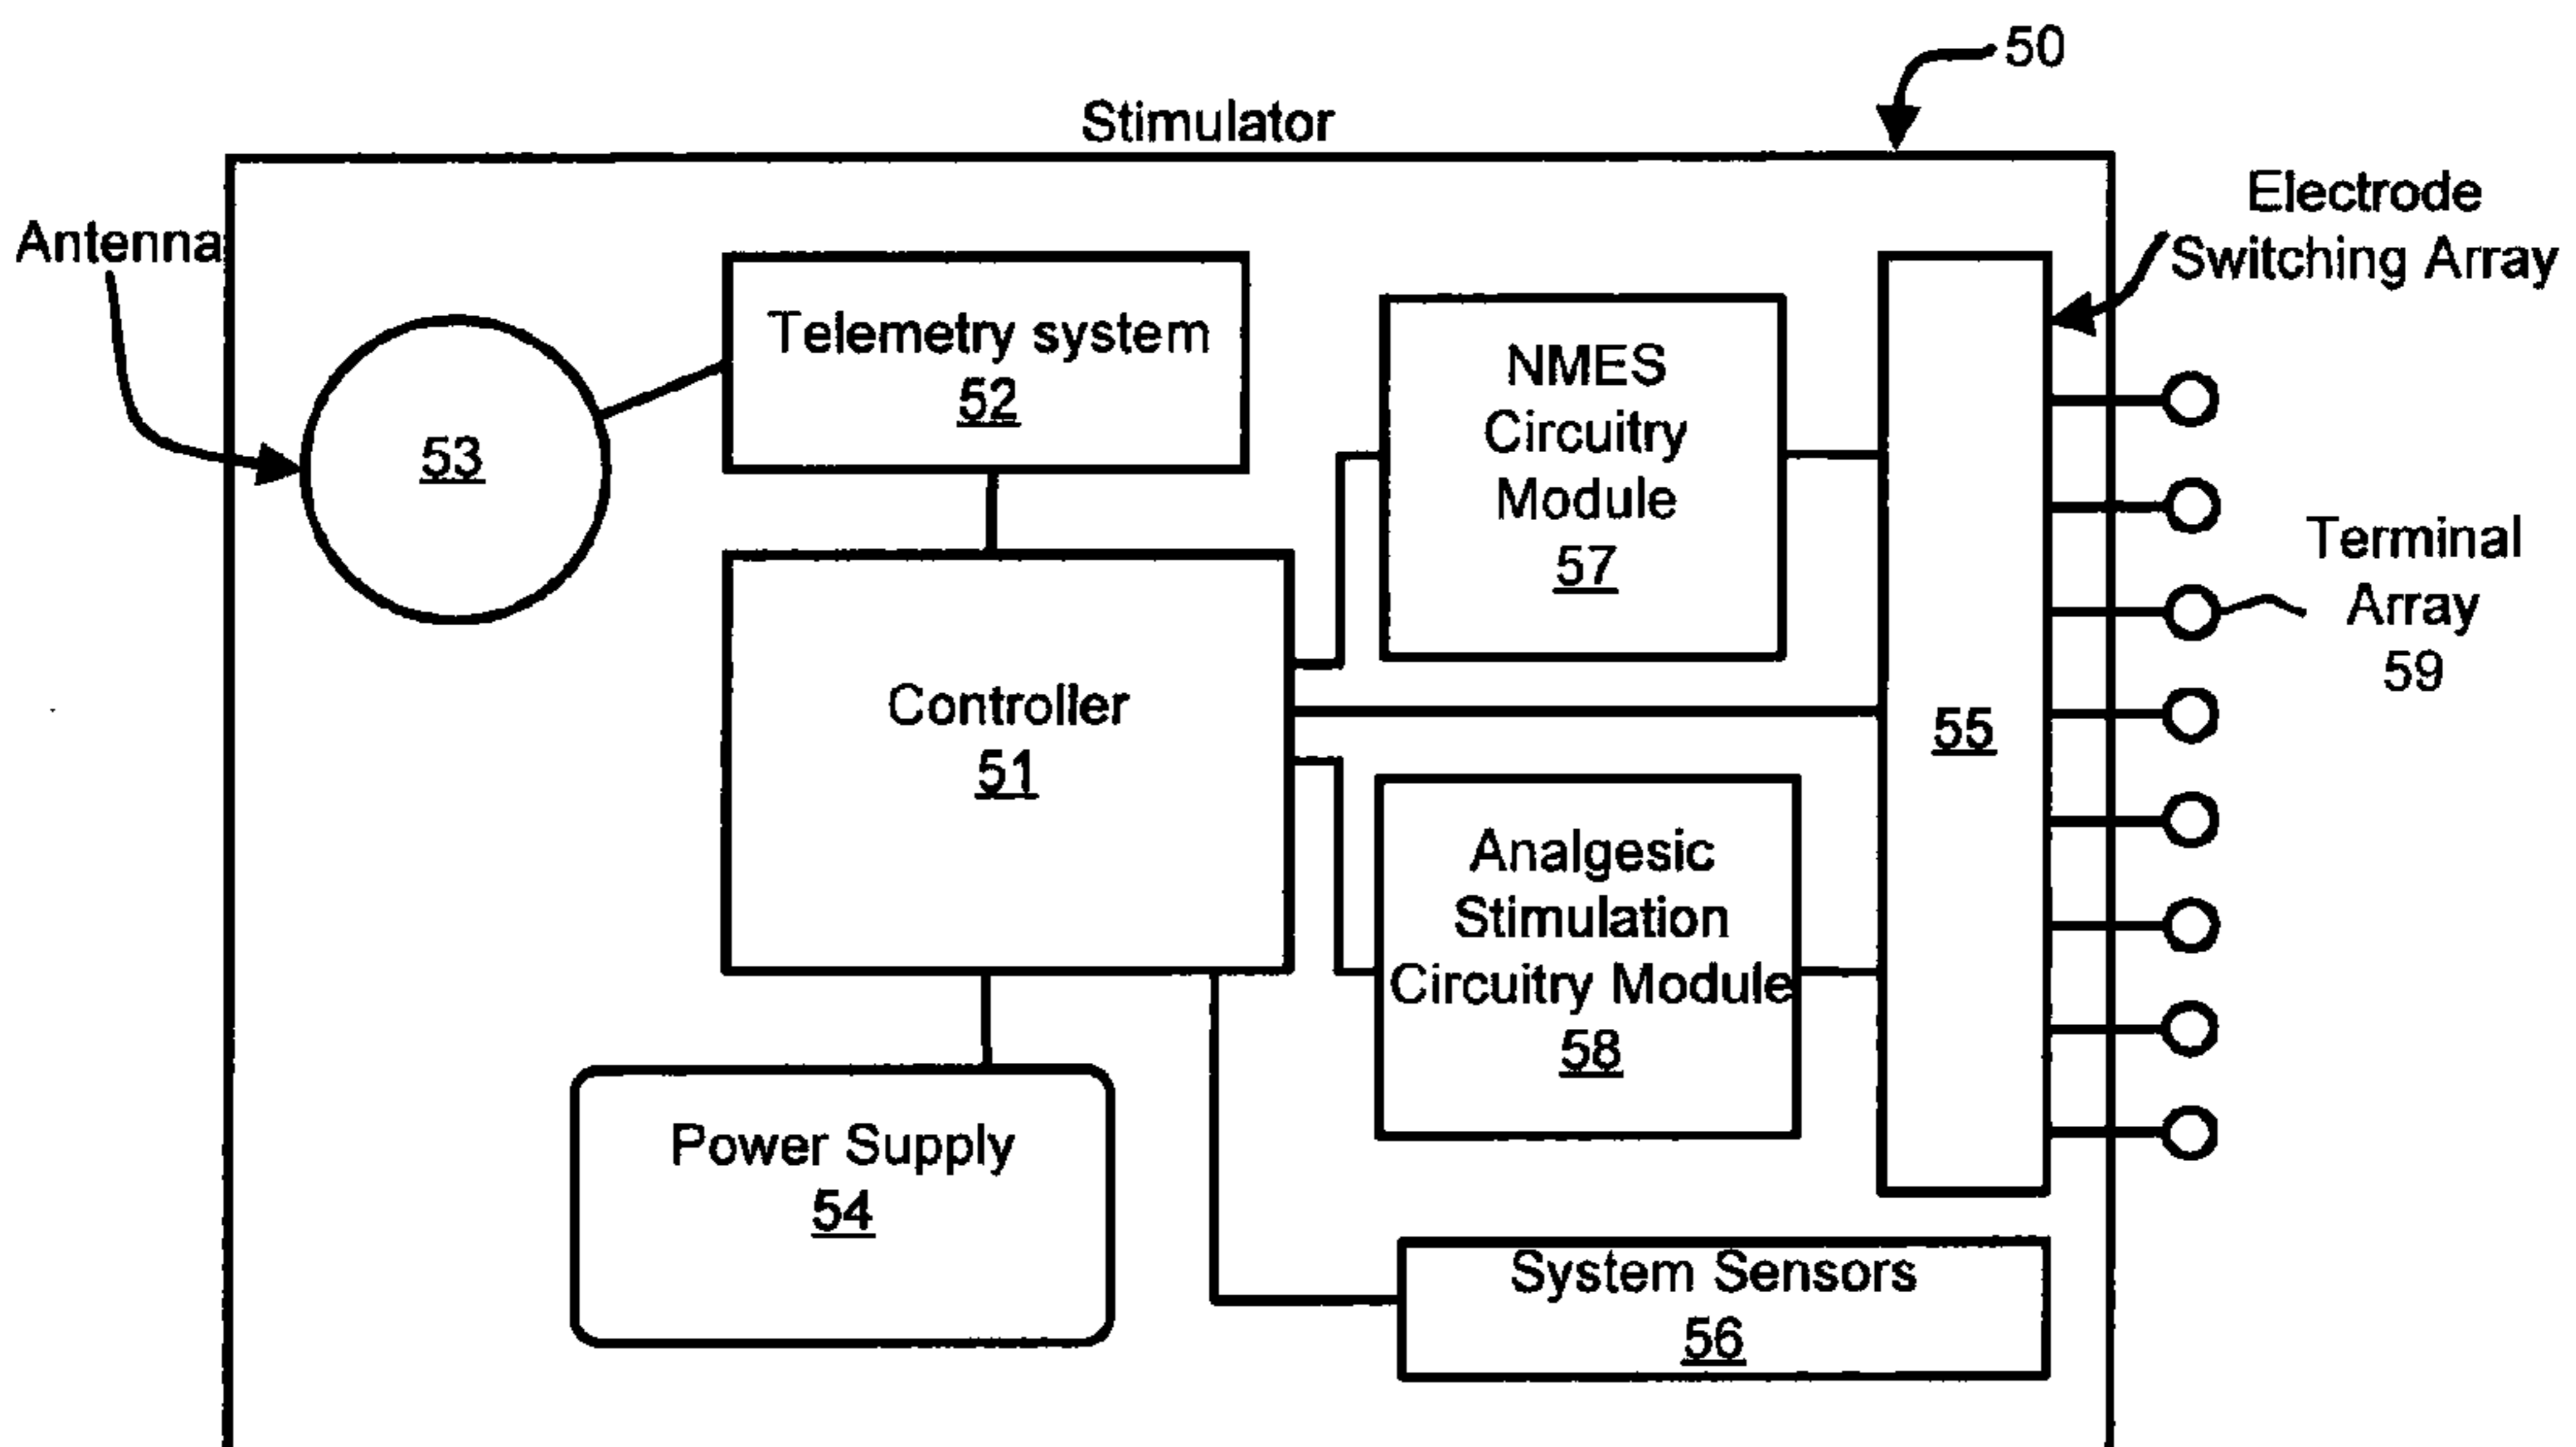 50
Stimulator
Electrode
Switching Array
Antenna
Telemetry system
52
53
NMES
Circuitry
Module
57
Terminal
Array
59
Controller
51
55
Analgesic
Stimulation
Circuitry Module
58
Power Supply
54
System Sensors
56